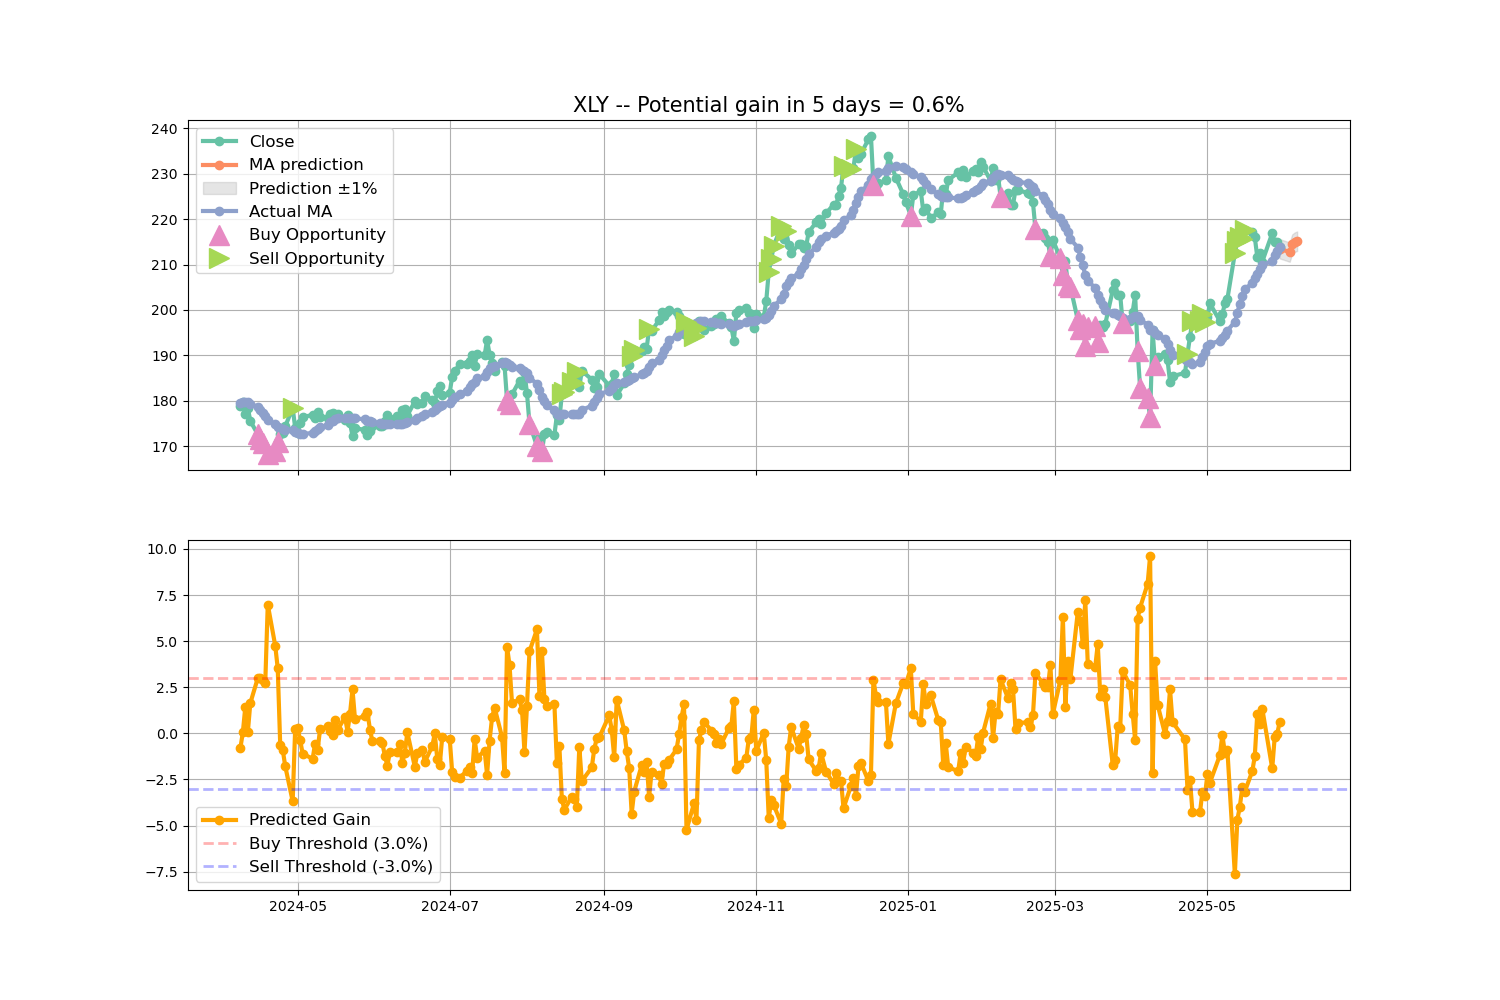 XLY -- Potential gain in 5 days = 0.6%
240
230
220
210
200
190
180
170
Close
MA prediction
Prediction ±1%
Actual MA
Buy Opportunity
Sell Opportunity
10.0
7.5
5.0
2.5
0.0
−2.5
−5.0
−7.5
Predicted Gain
Buy Threshold (3.0%)
Sell Threshold (-3.0%)
2024-05
2024-07
2024-09
2024-11
2025-01
2025-03
2025-05